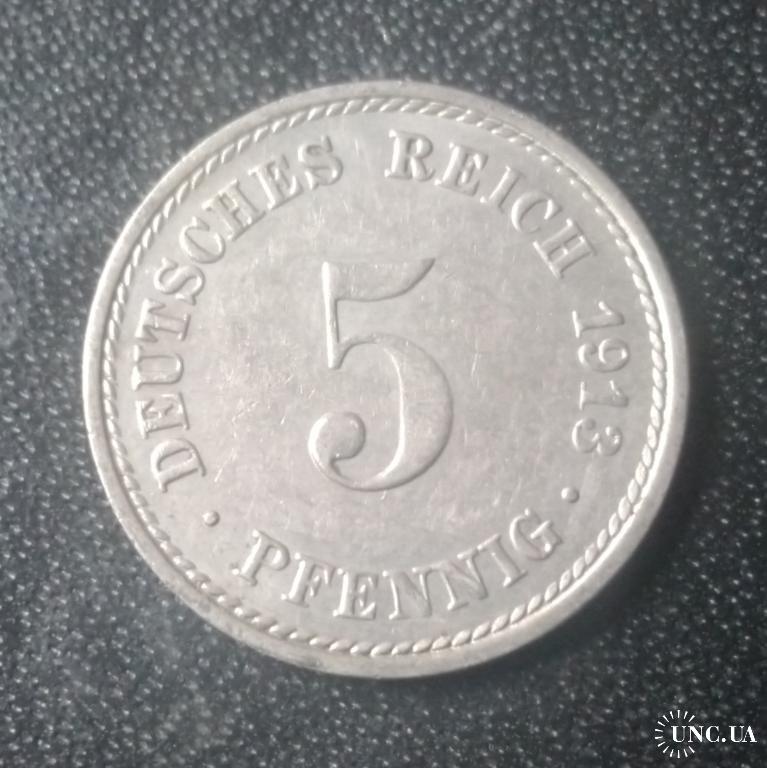 DEUTSCHES REICH 1913
5
· PFENNIG ·
UNC.UA